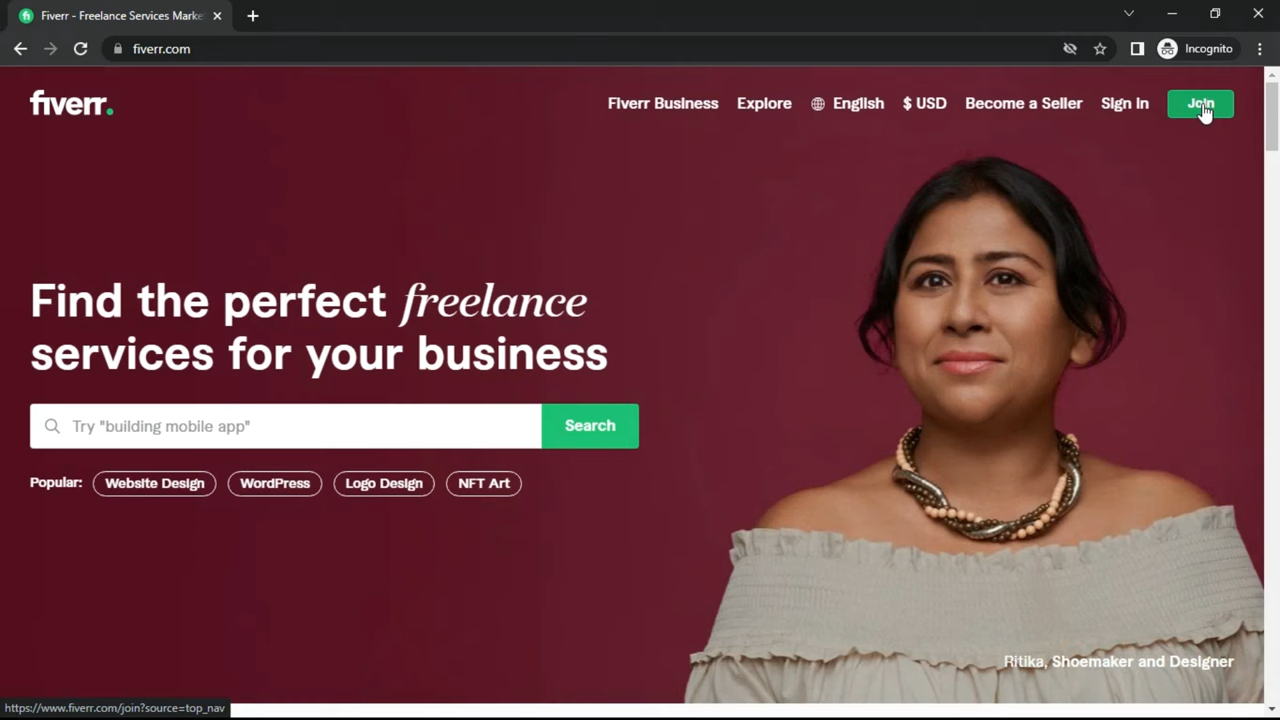 Fiverr - Freelance Services Marke
fiverr.com
Incognito
fiverr.
Fiverr Business
Explore
English
$ USD
Become a Seller
Sign In
Join
Find the perfect freelance
services for your business
Try "building mobile app"
Search
Popular:
Website Design
WordPress
Logo Design
NFT Art
Ritika, Shoemaker and Designer
https://www.fiverr.com/join?source=top_nav